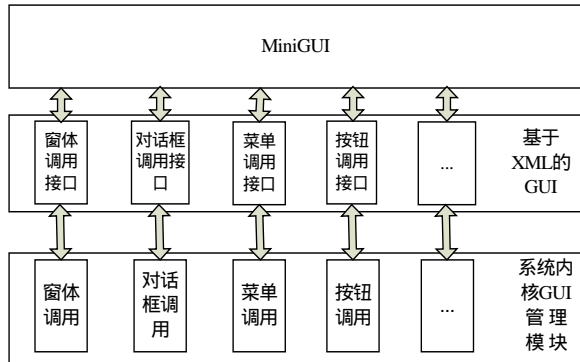 MiniGUI
窗体
调用
接口
对话框
调用接
口
菜单
调用
接口
按钮
调用
接口
...
基于
XML的
GUI
窗体
调用
对话
框调
用
菜单
调用
按钮
调用
...
系统内
核GUI
管 理
模 块